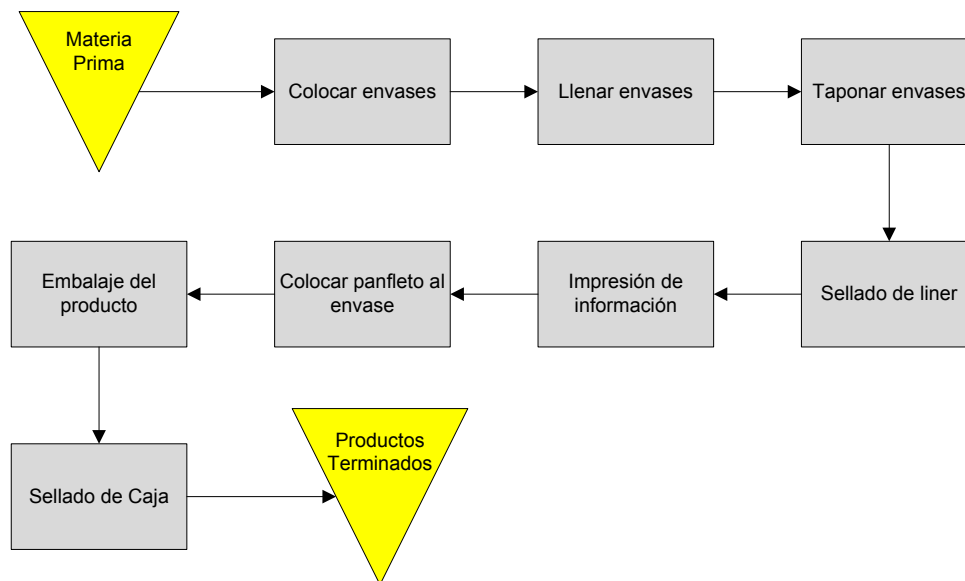 Materia
Prima
Colocar envases
Llenar envases
Taponar envases
Sellado de liner
Impresión de
información
Colocar panfleto al
envase
Embalaje del
producto
Sellado de Caja
Productos
Terminados